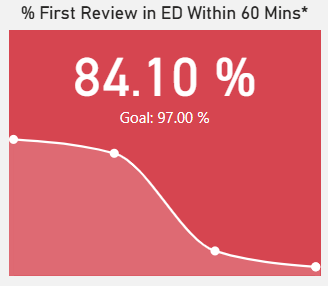 % First Review in ED Within 60 Mins*
84.10 %
Goal: 97.00 %